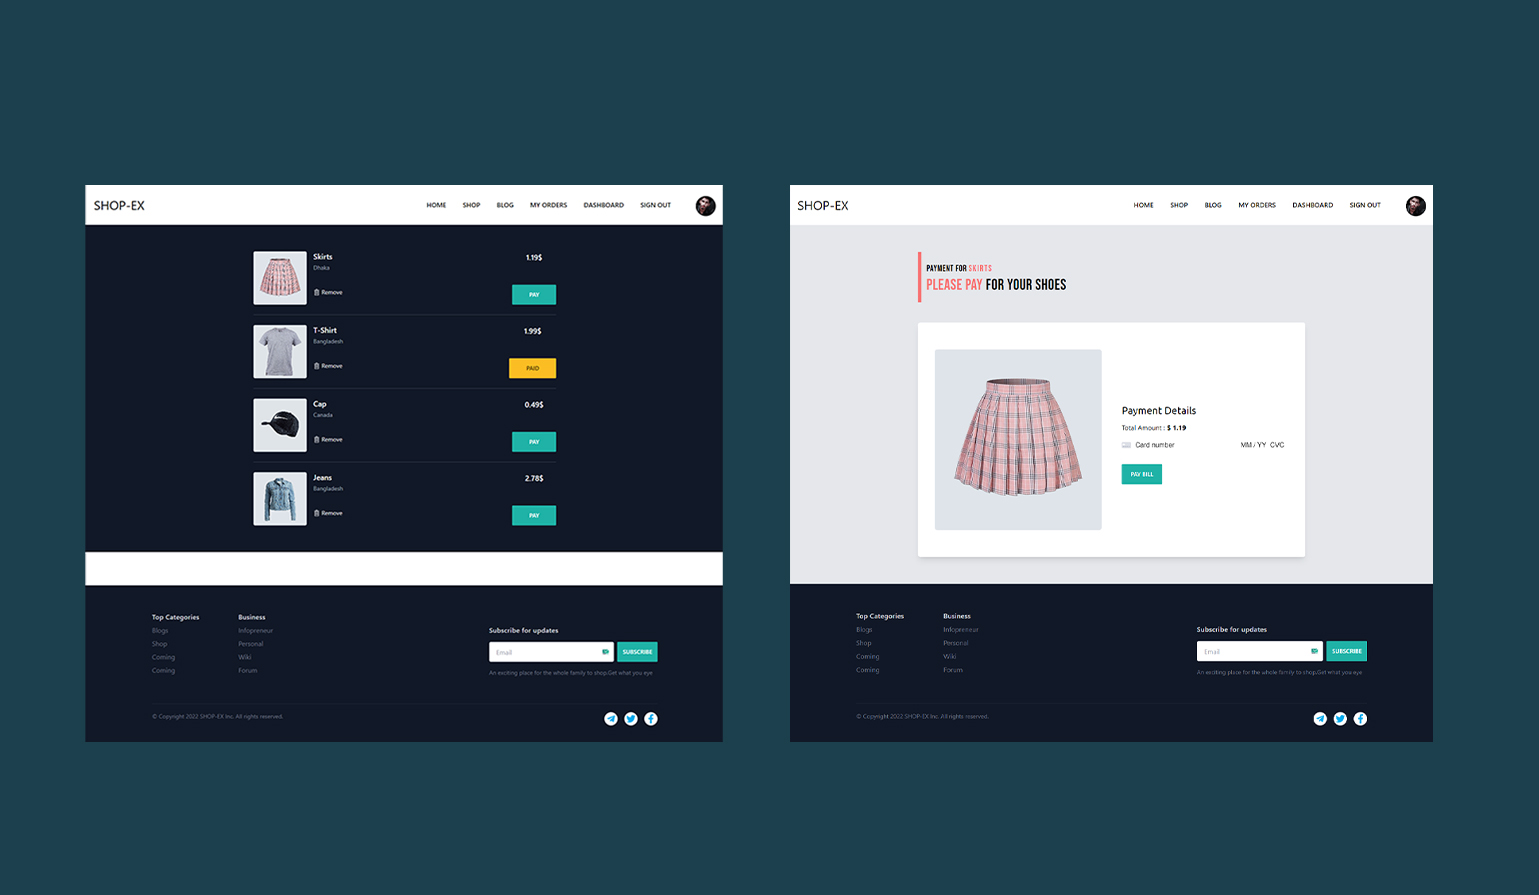 SHOP-EX
HOME SHOP BLOG MY ORDERS DASHBOARD SIGN OUT
Skirts 1.19$
Dhaka
Remove PAY
T-Shirt 1.99$
Bangladesh
Remove PAID
Cap 0.49$
Canada
Remove PAY
Jeans 2.78$
Bangladesh
Remove PAY
Top Categories Business
Blogs Infopreneur
Shop Personal
Coming Wiki
Coming Forum
Subscribe for updates
Email SUBSCRIBE
An exciting place for the whole family to shop.Get what you eye
© Copyright 2022 SHOP-EX Inc. All rights reserved.
SHOP-EX
HOME SHOP BLOG MY ORDERS DASHBOARD SIGN OUT
PAYMENT FOR SKIRTS
PLEASE PAY FOR YOUR SHOES
Payment Details
Total Amount : $ 1.19
Card number MM / YY CVC
PAY BILL
Top Categories Business
Blogs Infopreneur
Shop Personal
Coming Wiki
Coming Forum
Subscribe for updates
Email SUBSCRIBE
An exciting place for the whole family to shop.Get what you eye
© Copyright 2022 SHOP-EX Inc. All rights reserved.